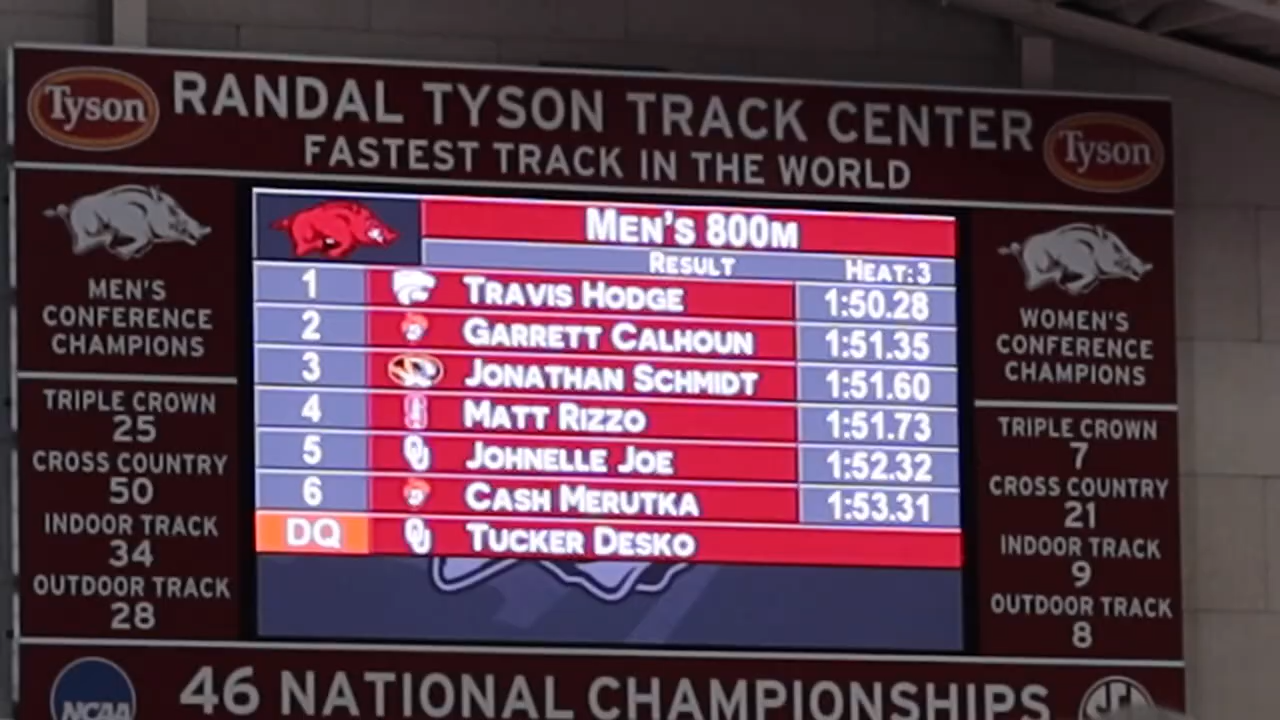 Tyson RANDAL TYSON TRACK CENTER Tyson
FASTEST TRACK IN THE WORLD
MEN'S
CONFERENCE
CHAMPIONS
TRIPLE CROWN
25
CROSS COUNTRY
50
INDOOR TRACK
34
OUTDOOR TRACK
28
MEN'S 800M
RESULT HEAT:3
1 TRAVIS HODGE 1:50.28
2 GARRETT CALHOUN 1:51.35
3 JONATHAN SCHMIDT 1:51.60
4 MATT RIZZO 1:51.73
5 OU JOHNELLE JOE 1:52.32
6 CASH MERUTKA 1:53.31
DQ OU TUCKER DESKO
WOMEN'S
CONFERENCE
CHAMPIONS
TRIPLE CROWN
7
CROSS COUNTRY
21
INDOOR TRACK
9
OUTDOOR TRACK
8
NCAA 46 NATIONAL CHAMPIONSHIPS